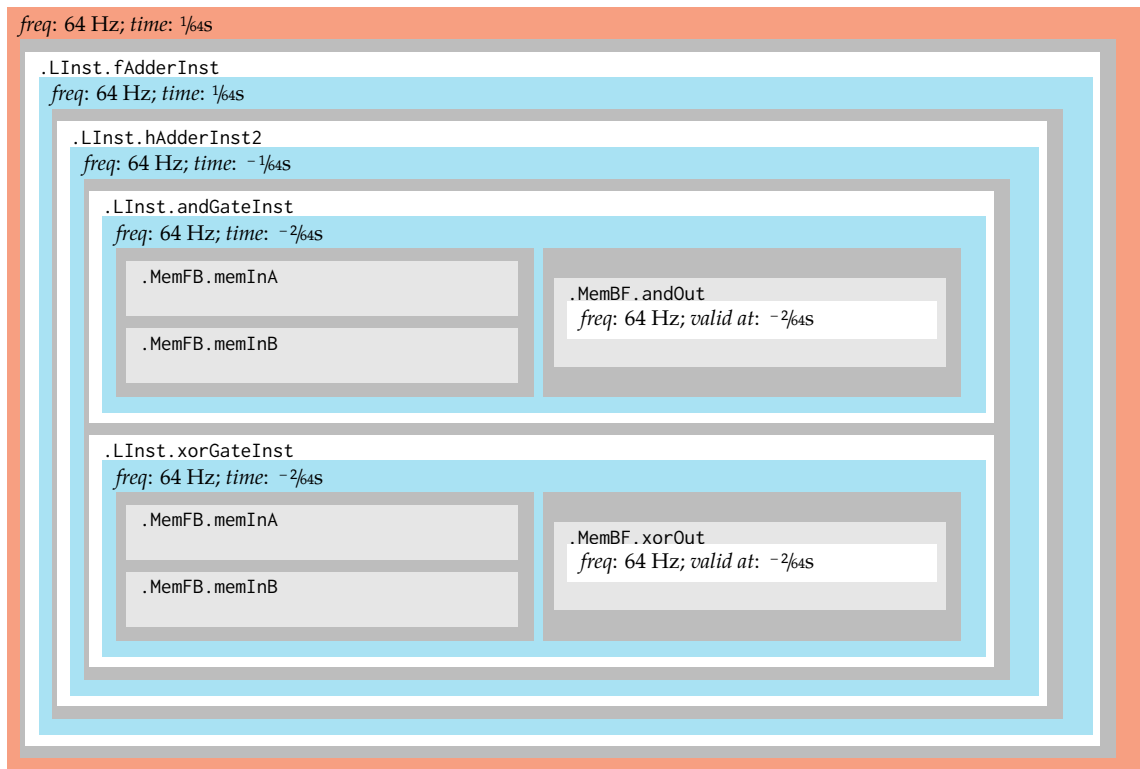 freq: 64 Hz; time: 1/64s
.LInst.fAdderInst
freq: 64 Hz; time: 1/64s
.LInst.hAdderInst2
freq: 64 Hz; time: -1/64s
.LInst.andGateInst
freq: 64 Hz; time: -2/64s
.MemFB.memInA
.MemFB.memInB
.MemBF.andOut
freq: 64 Hz; valid at: -2/64s
.LInst.xorGateInst
freq: 64 Hz; time: -2/64s
.MemFB.memInA
.MemFB.memInB
.MemBF.xorOut
freq: 64 Hz; valid at: -2/64s